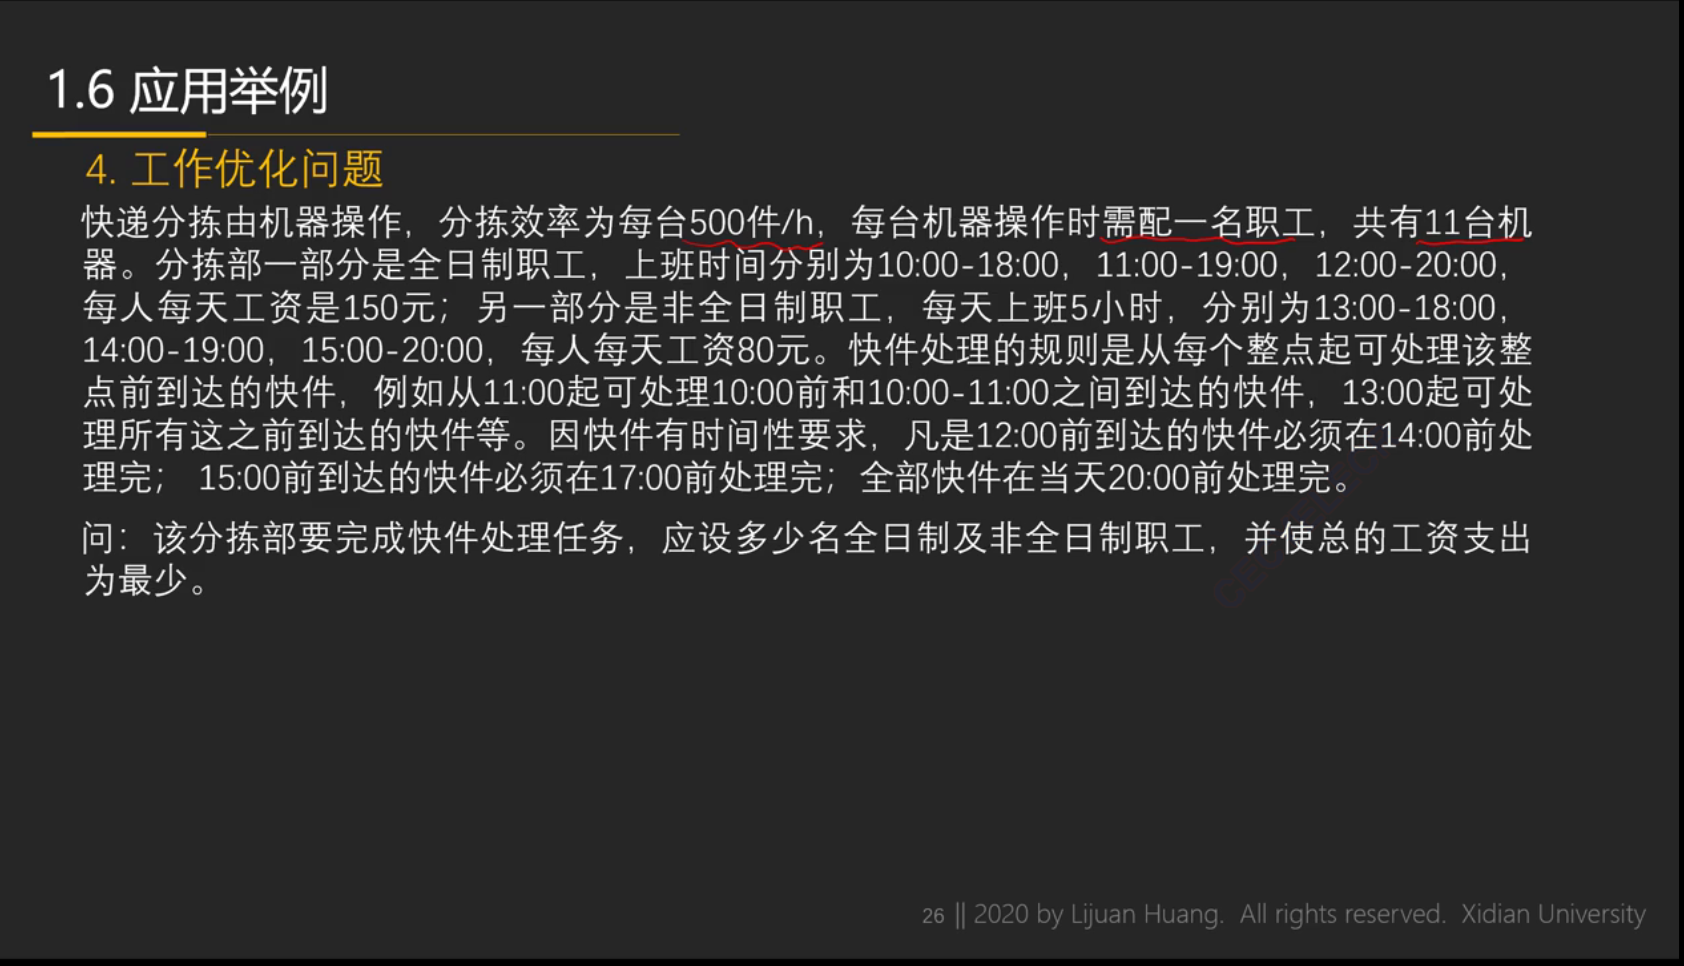 1.6 应用举例
4. 工作优化问题
快递分拣由机器操作，分拣效率为每台500件/h，每台机器操作时需配一名职工，共有11台机
器。分拣部一部分是全日制职工，上班时间分别为10:00-18:00，11:00-19:00，12:00-20:00，
每人每天工资是150元；另一部分是非全日制职工，每天上班5小时，分别为13:00-18:00，
14:00-19:00，15:00-20:00，每人每天工资80元。快件处理的规则是从每个整点起可处理该整
点前到达的快件，例如从11:00起可处理10:00前和10:00-11:00之间到达的快件，13:00起可处
理所有这之前到达的快件等。因快件有时间性要求，凡是12:00前到达的快件必须在14:00前处
理完； 15:00前到达的快件必须在17:00前处理完；全部快件在当天20:00前处理完。
问：该分拣部要完成快件处理任务，应设多少名全日制及非全日制职工，并使总的工资支出
为最少。
26 || 2020 by Lijuan Huang. All rights reserved. Xidian University